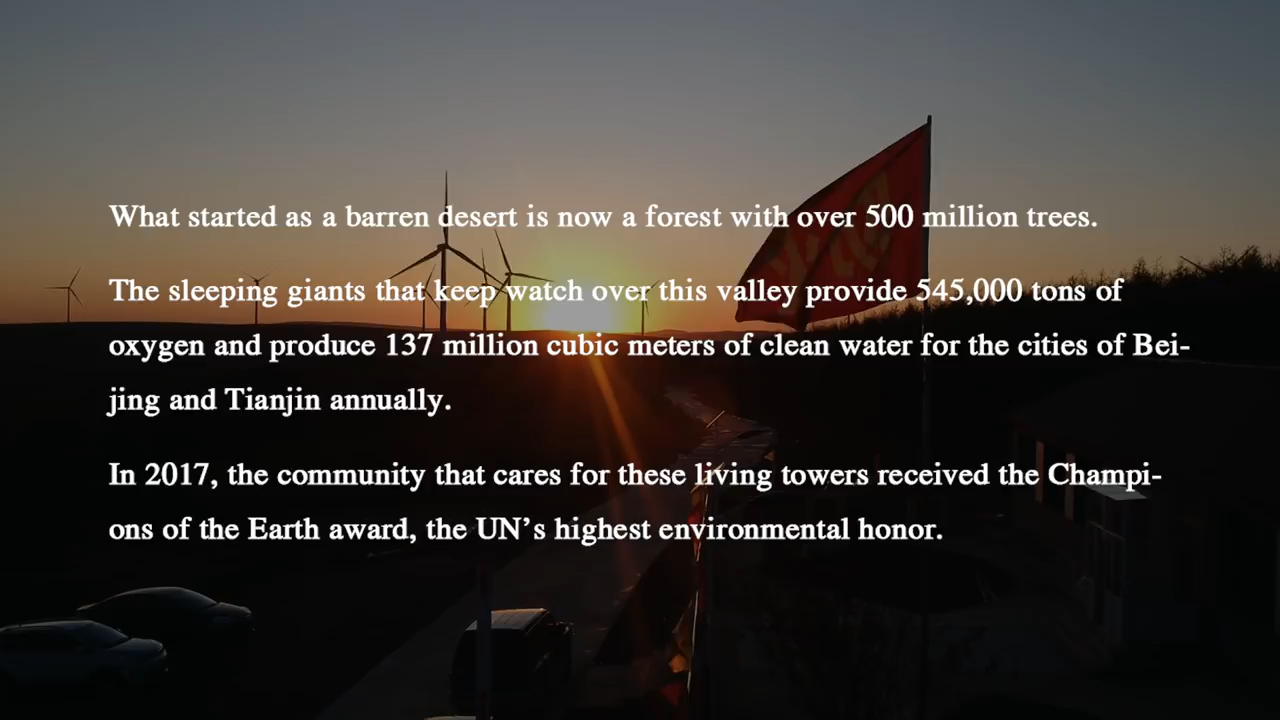 What started as a barren desert is now a forest with over 500 million trees.
The sleeping giants that keep watch over this valley provide 545,000 tons of
oxygen and produce 137 million cubic meters of clean water for the cities of Bei-
jing and Tianjin annually.
In 2017, the community that cares for these living towers received the Champi-
ons of the Earth award, the UN’s highest environmental honor.